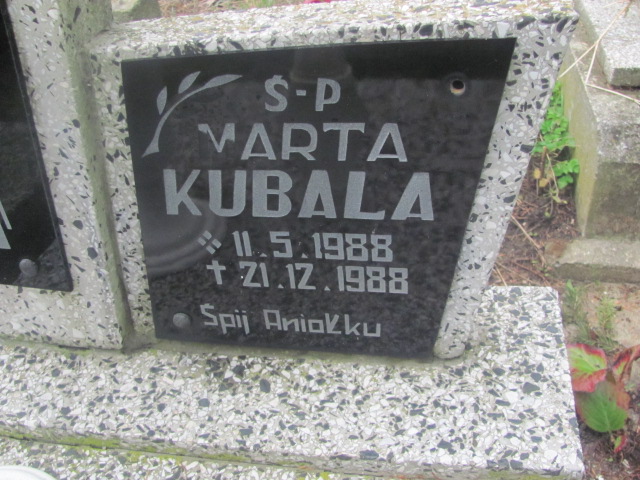 Ś-P
MARTA
KUBALA
11.5.1988
21.12.1988
Śpij Aniołku